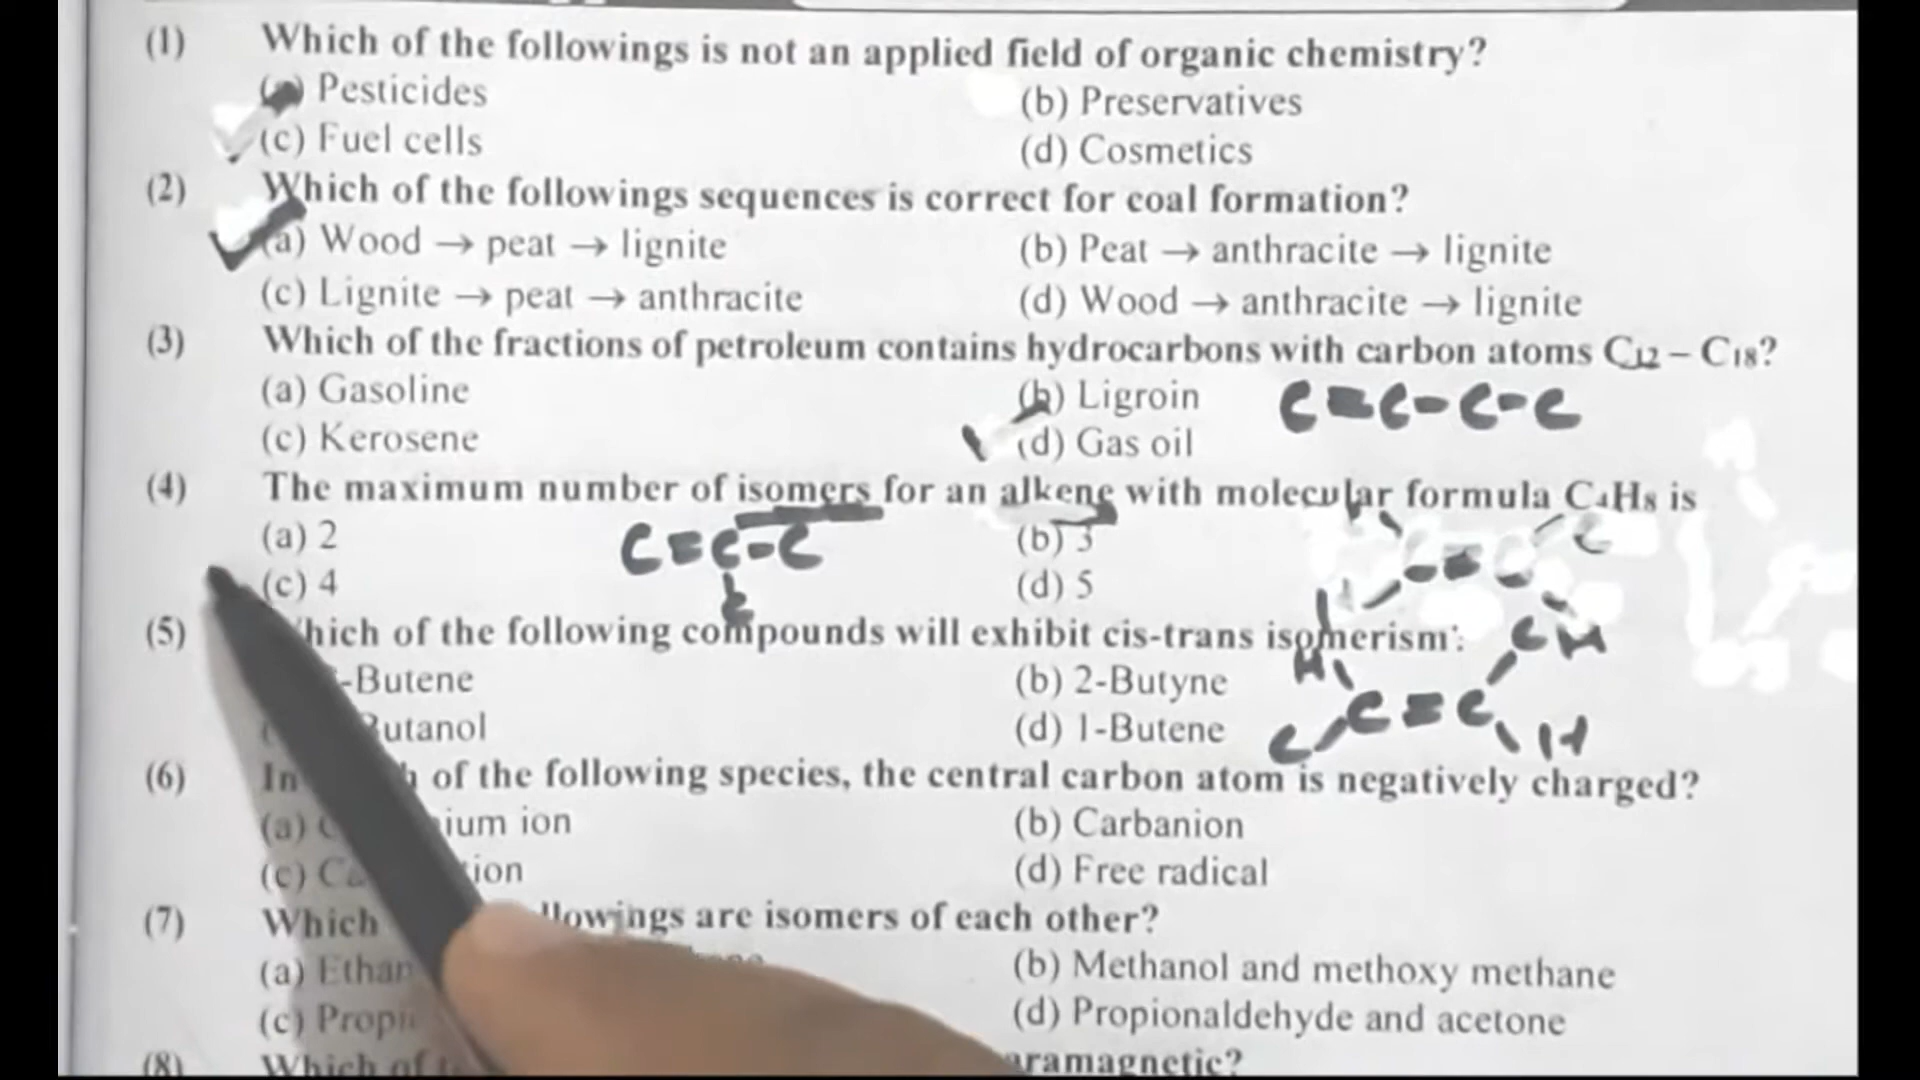 (1) Which of the followings is not an applied field of organic chemistry?
(a) Pesticides (b) Preservatives
(c) Fuel cells (d) Cosmetics
(2) Which of the followings sequences is correct for coal formation?
(a) Wood → peat → lignite (b) Peat → anthracite → lignite
(c) Lignite → peat → anthracite (d) Wood → anthracite → lignite
(3) Which of the fractions of petroleum contains hydrocarbons with carbon atoms C12 – C18?
(a) Gasoline (b) Ligroin C=C-C-C
(c) Kerosene (d) Gas oil
(4) The maximum number of isomers for an alkene with molecular formula C4H8 is
(a) 2 C=C-C (b) 3
C
(c) 4 (d) 5
(5) hich of the following compounds will exhibit cis-trans isomerism:
-Butene (b) 2-Butyne
utanol (d) 1-Butene
H C=C H
C
(6) In of the following species, the central carbon atom is negatively charged?
(a) ium ion (b) Carbanion
(c) ion (d) Free radical
(7) Which llowings are isomers of each other?
(a) Ethan (b) Methanol and methoxy methane
(c) Prop (d) Propionaldehyde and acetone
(8) Which of aramagnetic?